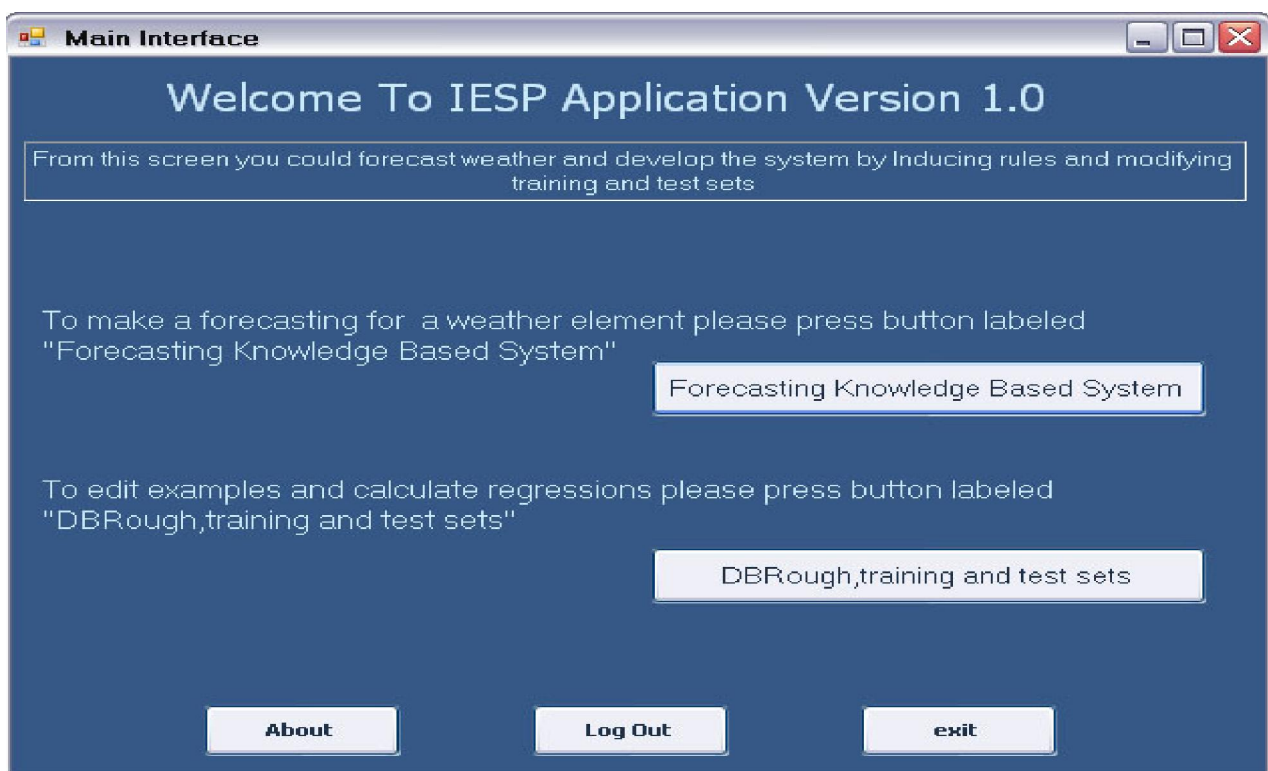 Main Interface
Welcome To IESP Application Version 1.0
From this screen you could forecast weather and develop the system by Inducing rules and modifying
training and test sets
To make a forecasting for a weather element please press button labeled
"Forecasting Knowledge Based System"
Forecasting Knowledge Based System
To edit examples and calculate regressions please press button labeled
"DBRough,training and test sets"
DBRough,training and test sets
About
Log Out
exit